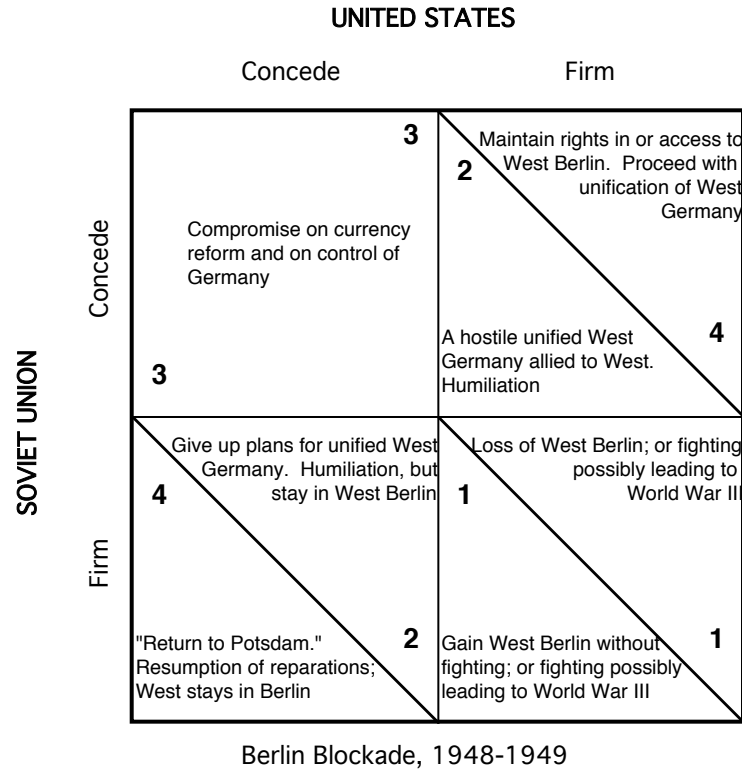 UNITED STATES
Concede
Firm
SOVIET UNION
Concede
Firm
3
Compromise on currency
reform and on control of
Germany
3
Maintain rights in or access to
West Berlin. Proceed with
unification of West
Germany
2
4
A hostile unified West
Germany allied to West.
Humiliation
Give up plans for unified West
Germany. Humiliation, but
stay in West Berlin
4
2
"Return to Potsdam."
Resumption of reparations;
West stays in Berlin
Loss of West Berlin; or fighting
possibly leading to
World War III
1
1
Gain West Berlin without
fighting; or fighting possibly
leading to World War III
Berlin Blockade, 1948-1949